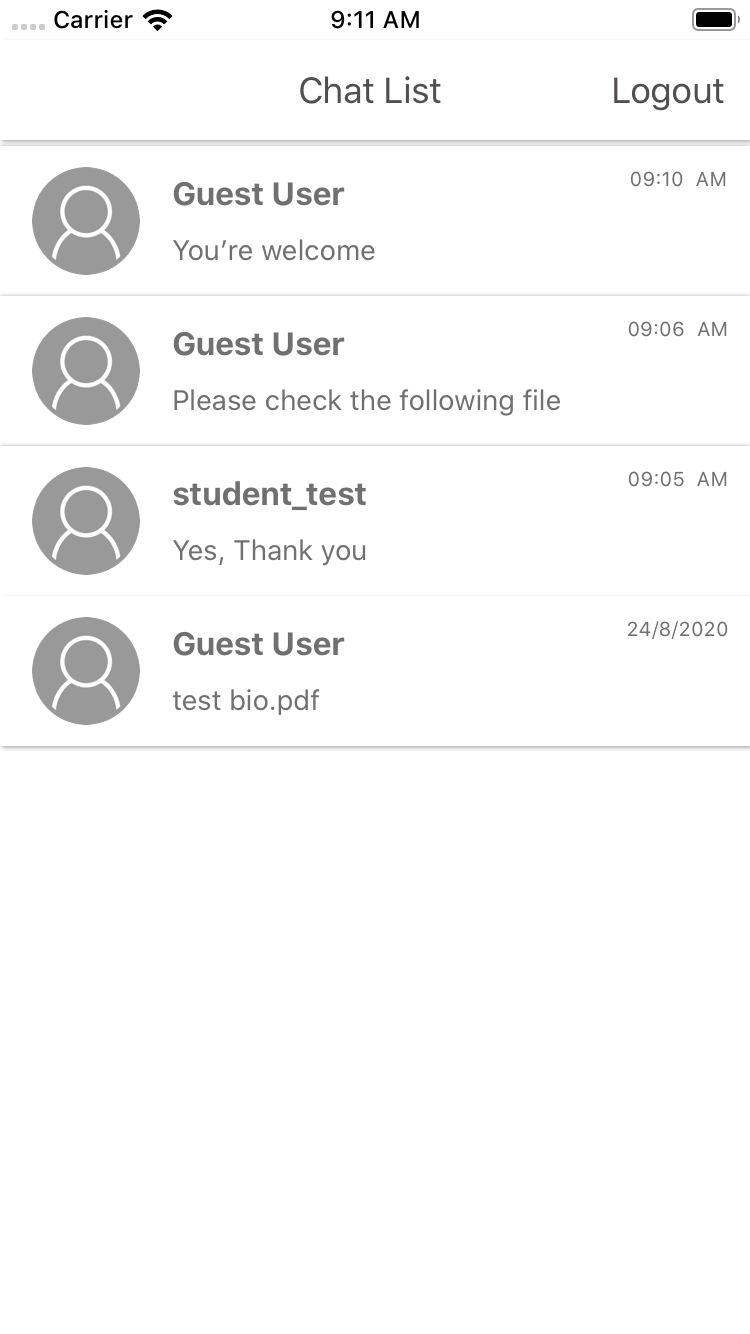 Carrier 9:11 AM
Chat List Logout
Guest User 09:10 AM
You’re welcome
Guest User 09:06 AM
Please check the following file
student_test 09:05 AM
Yes, Thank you
Guest User 24/8/2020
test bio.pdf